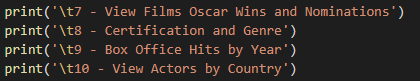 print('\t7 - View Films Oscar Wins and Nominations')
print('\t8 - Certification and Genre')
print('\t9 - Box Office Hits by Year')
print('\t10 - View Actors by Country')